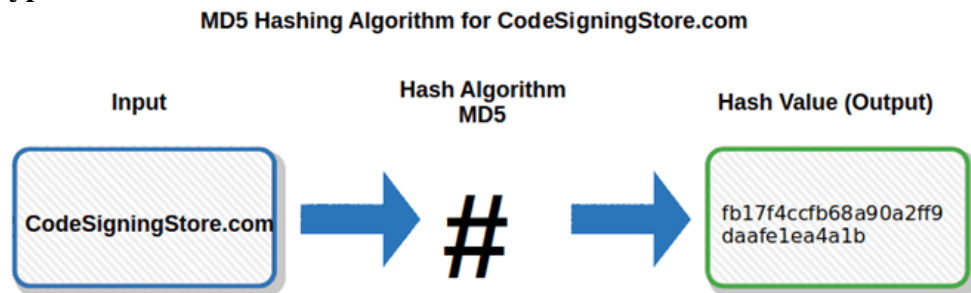 MD5 Hashing Algorithm for CodeSigningStore.com
Input
Hash Algorithm
MD5
Hash Value (Output)
CodeSigningStore.com
#
fb17f4ccfb68a90a2ff9
daafe1ea4a1b